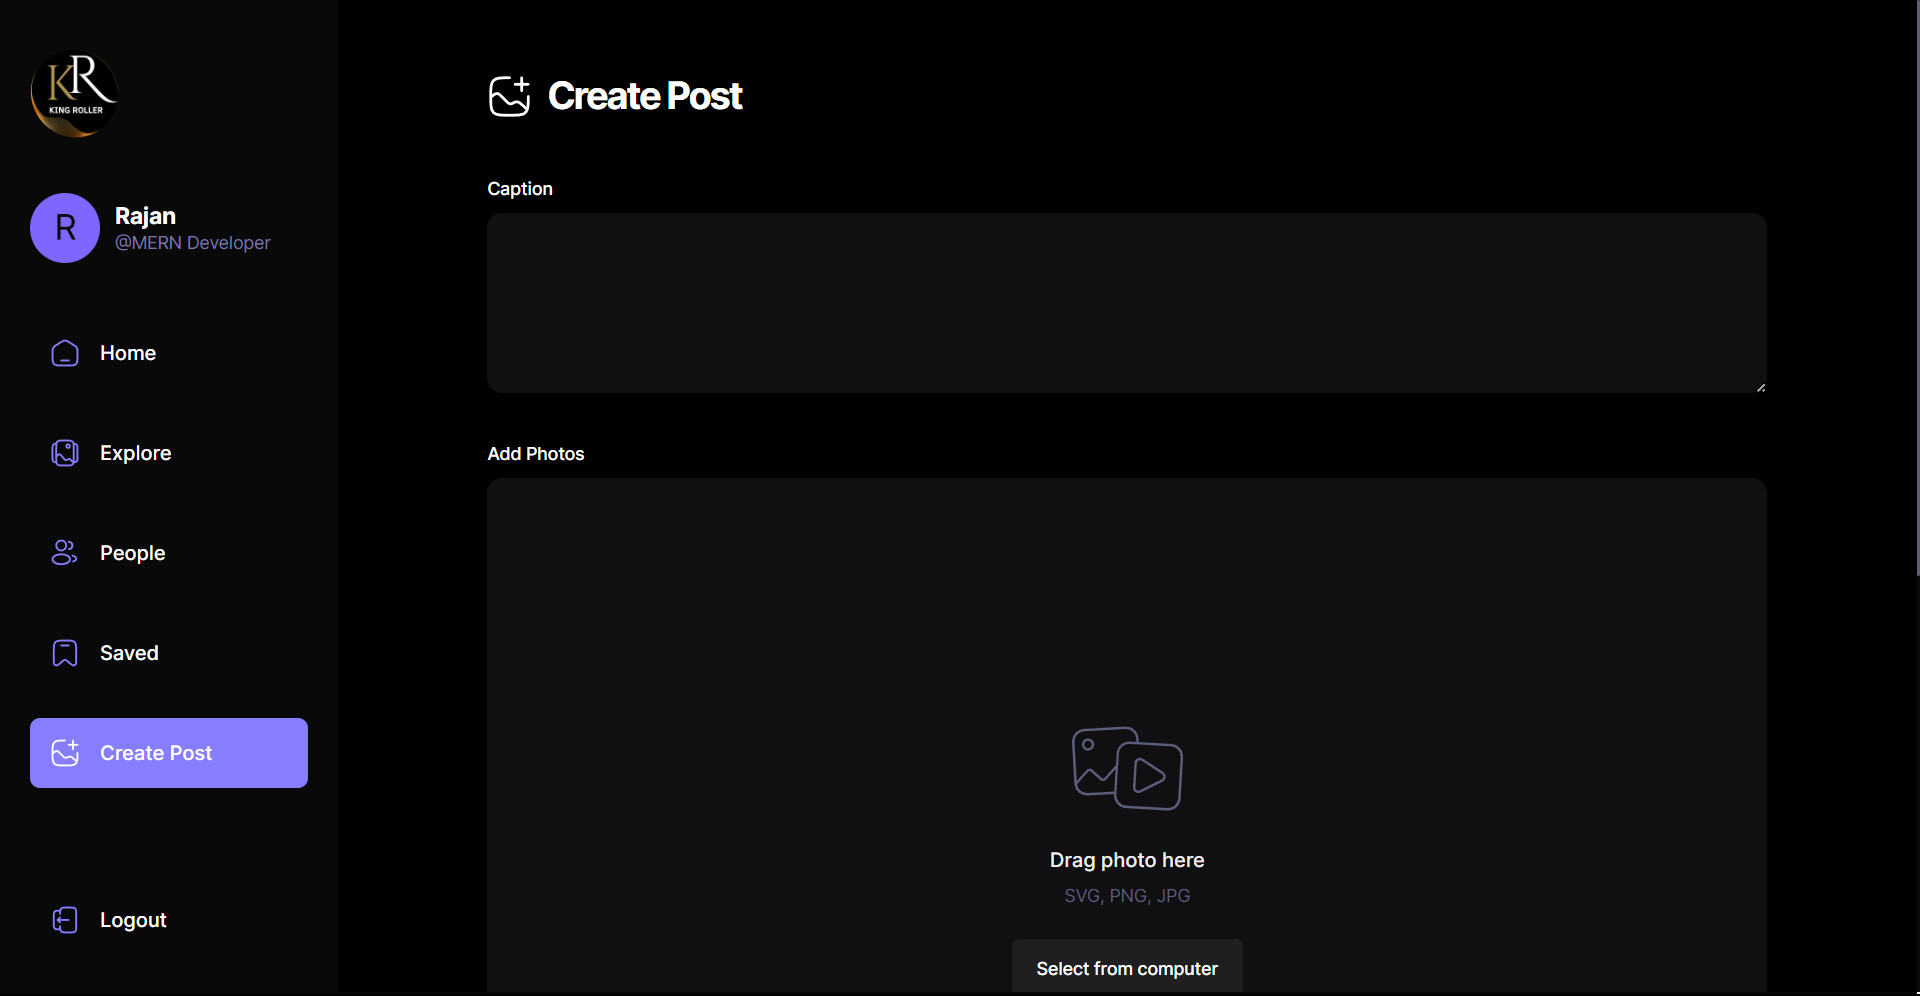 KR
KING ROLLER
R
Rajan
@MERN Developer
Home
Explore
People
Saved
Create Post
Logout
Create Post
Caption
Add Photos
Drag photo here
SVG, PNG, JPG
Select from computer